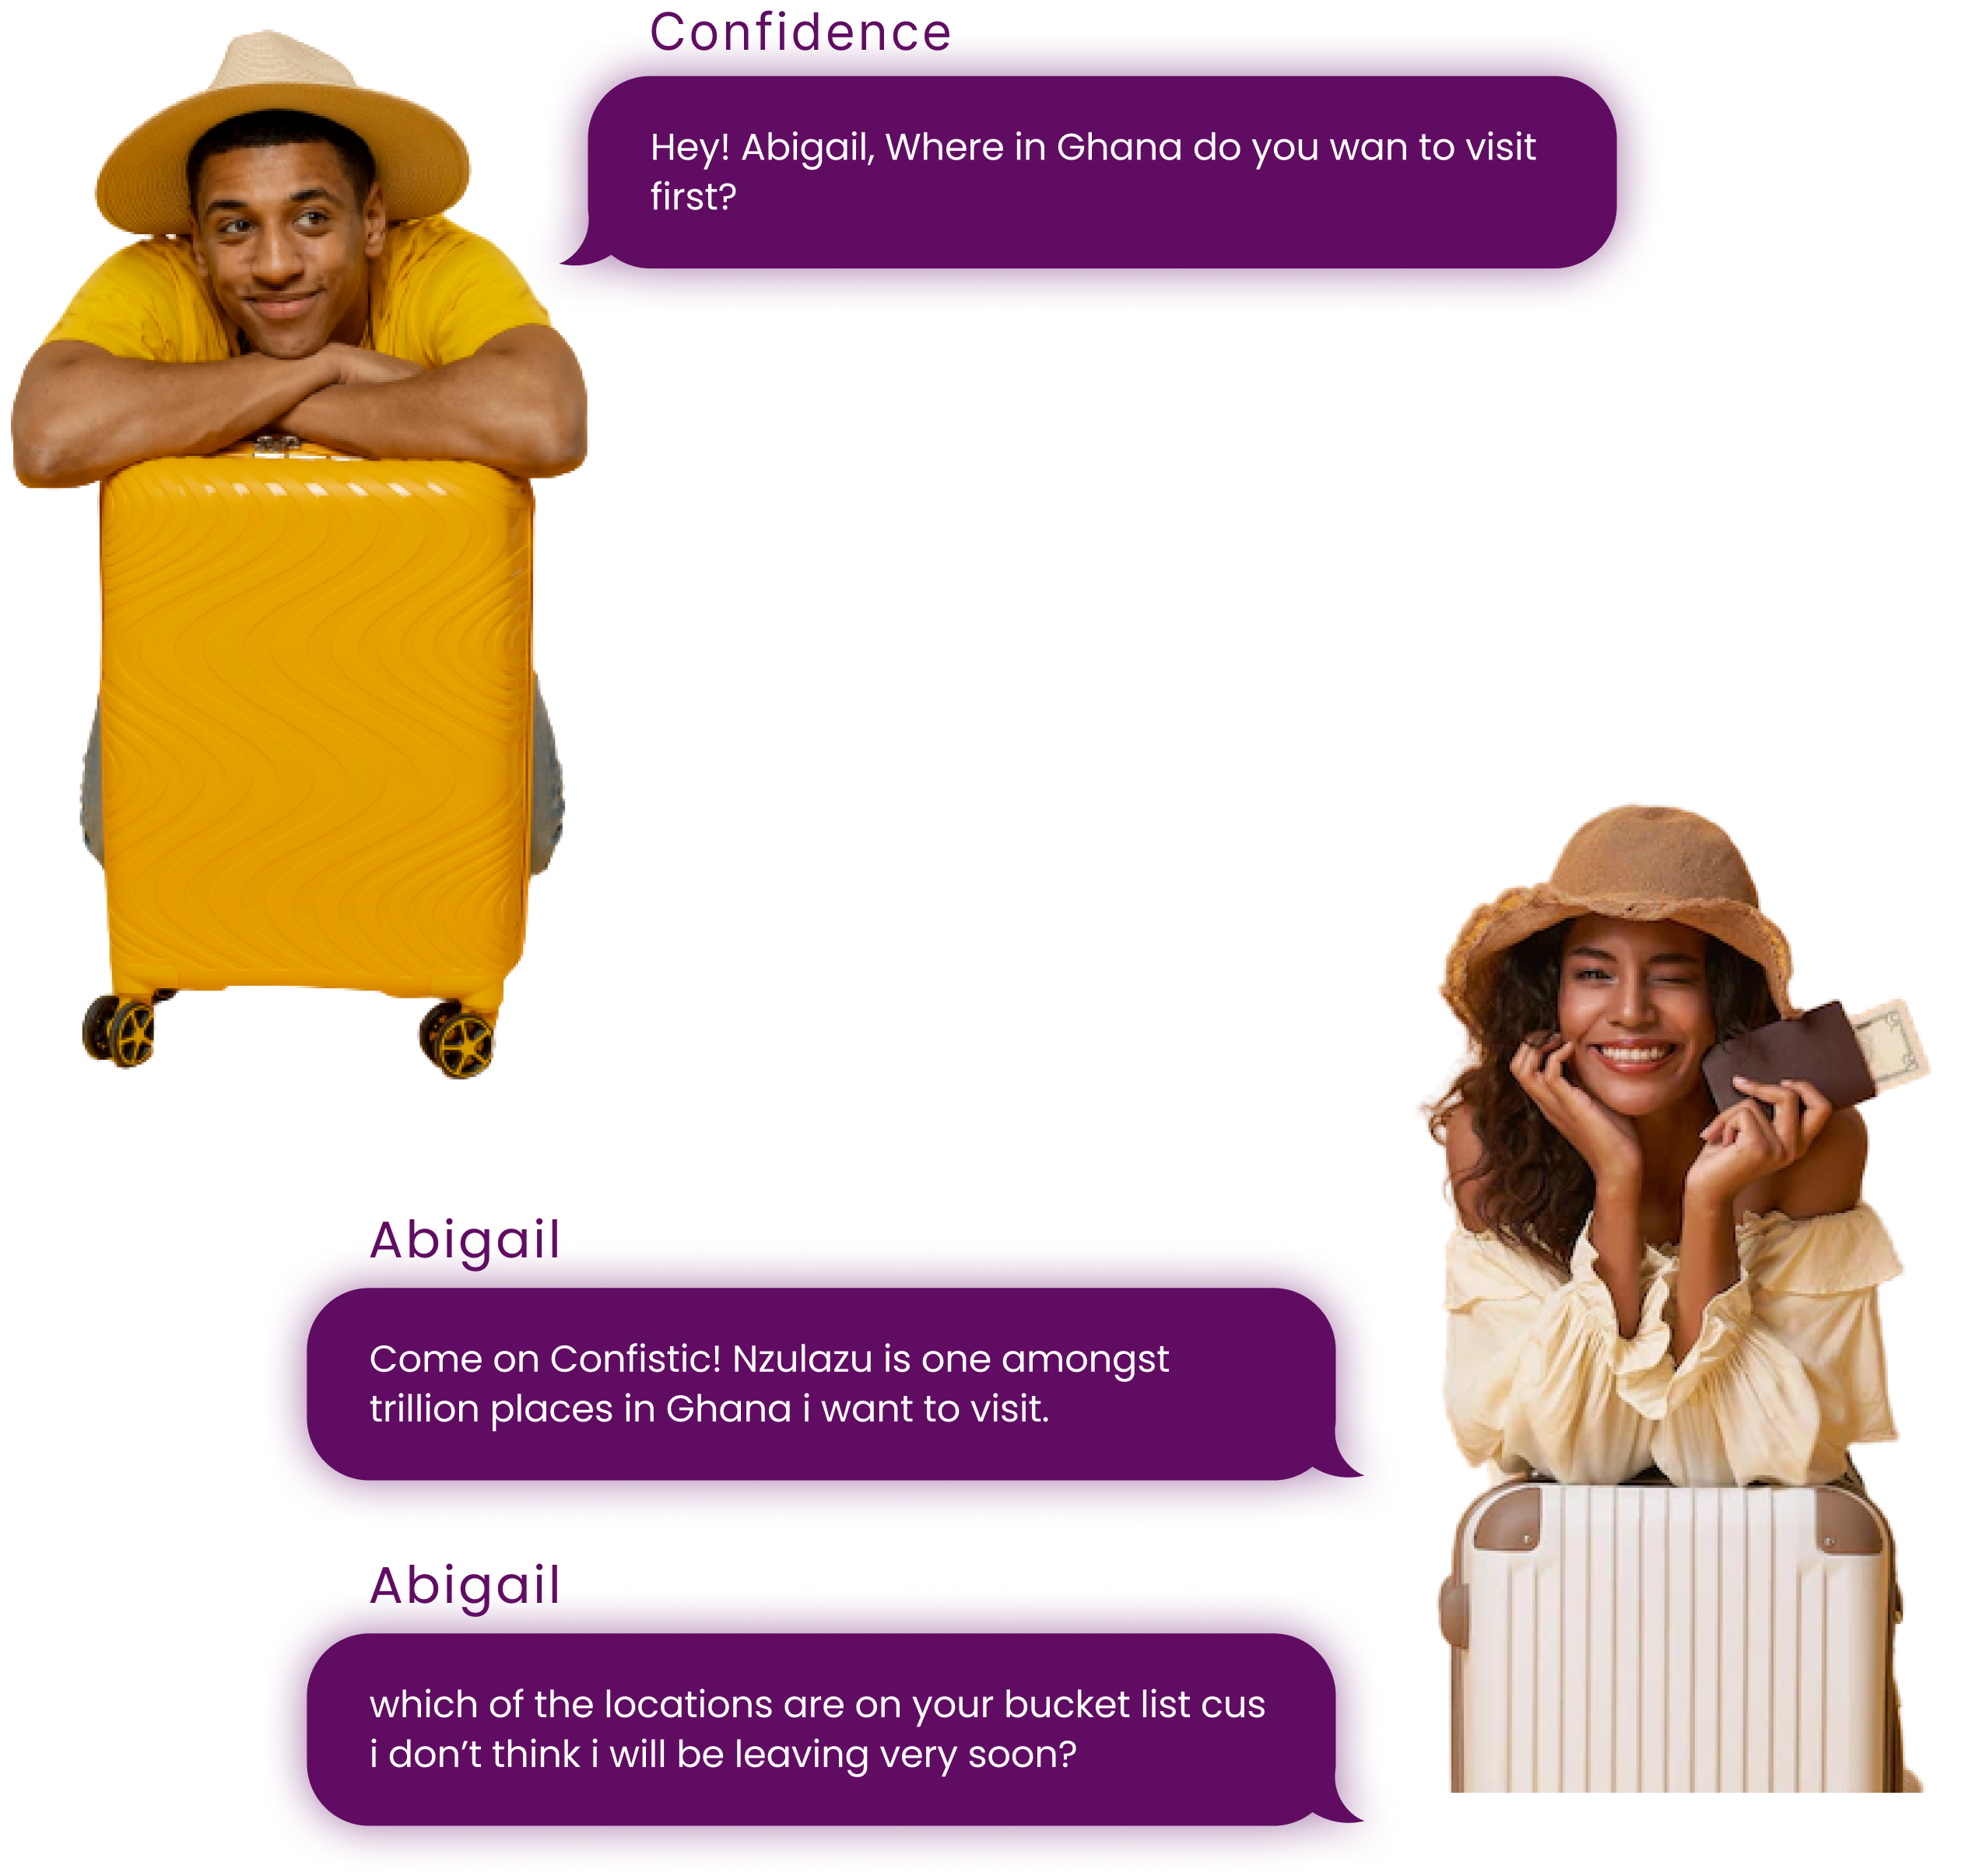 Confidence
Hey! Abigail, Where in Ghana do you wan to visit
first?
Abigail
Come on Confistic! Nzulazu is one amongst
trillion places in Ghana i want to visit.
Abigail
which of the locations are on your bucket list cus
i don’t think i will be leaving very soon?